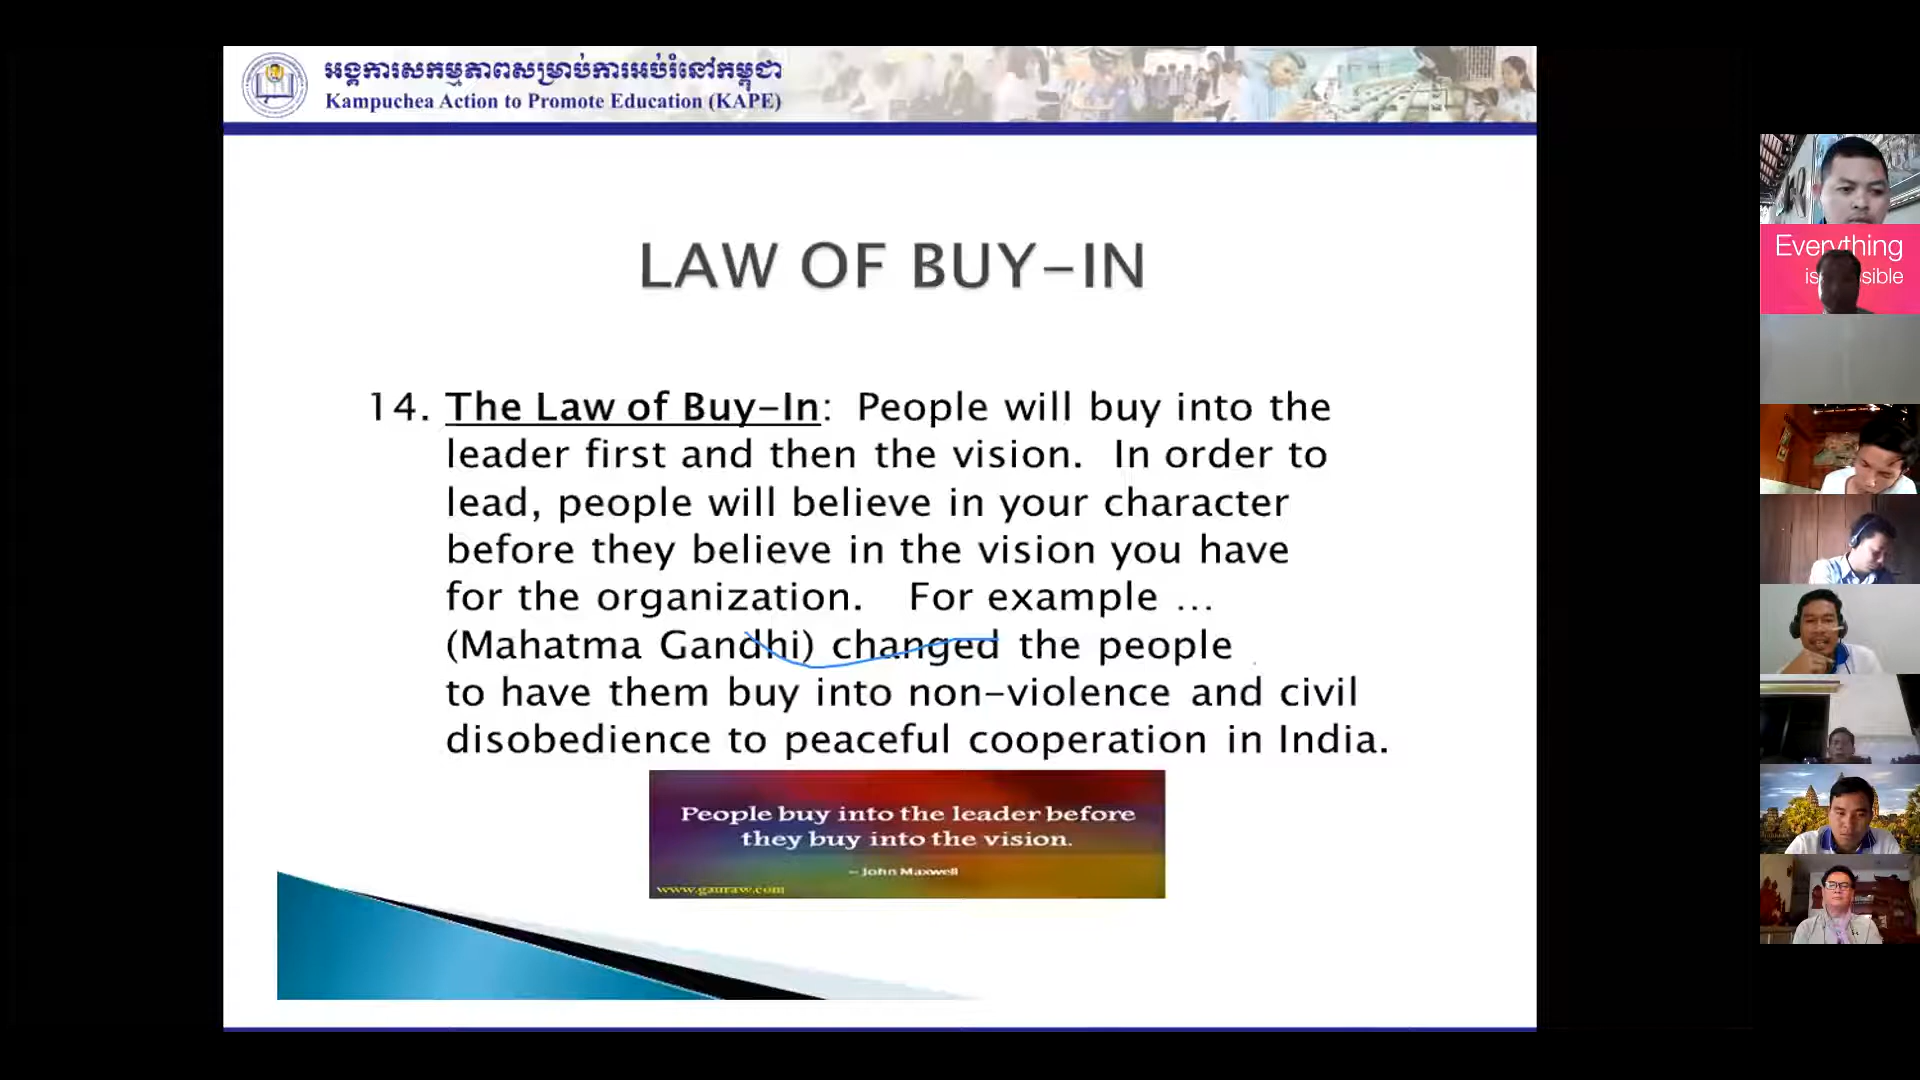 អង្គការសកម្មភាពសម្រាប់ការអប់រំនៅកម្ពុជា
Kampuchea Action to Promote Education (KAPE)
LAW OF BUY-IN
14. The Law of Buy-In: People will buy into the
leader first and then the vision. In order to
lead, people will believe in your character
before they believe in the vision you have
for the organization. For example ...
(Mahatma Gandhi) changed the people
to have them buy into non-violence and civil
disobedience to peaceful cooperation in India.
People buy into the leader before
they buy into the vision.
– John Maxwell
www.gauraw.com
Everything
is